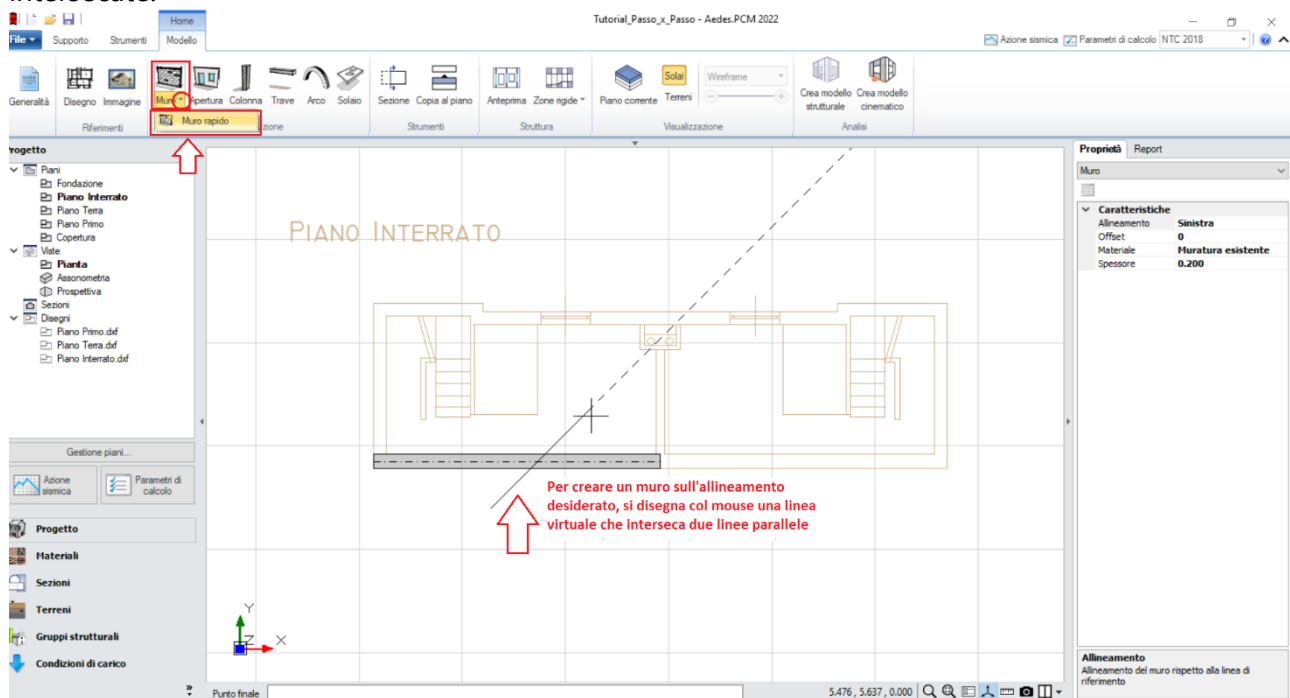 Tutorial_Passo_x_Passo - Aedes.PCM 2022
Home
File Supporto Strumenti Modello
Azione sismica Parametri di calcolo NTC 2018
Generalità Disegno Immagine Muro Apertura Colonna Trave Arco Solaio Sezione Copia al piano Anteprima Zone rigide Piano corrente Solai Terreni Wireframe Crea modello strutturale Crea modello cinematico
Muro rapido
Riferimenti zione Strumenti Struttura Visualizzazione Analisi
Progetto
Piani
Fondazione
Piano Interrato
Piano Terra
Piano Primo
Copertura
Viste
Pianta
Assonometria
Prospettiva
Sezioni
Disegni
Piano Primo.dxf
Piano Terra.dxf
Piano Interrato.dxf
Gestione piani...
Azione sismica
Parametri di calcolo
Progetto
Materiali
Sezioni
Terreni
Gruppi strutturali
Condizioni di carico
PIANO INTERRATO
Per creare un muro sull'allineamento
desiderato, si disegna col mouse una linea
virtuale che interseca due linee parallele
Y
Z X
Punto finale
5.476 , 5.637 , 0.000
Proprietà Report
Muro
Caratteristiche
Allineamento Sinistra
Offset 0
Materiale Muratura esistente
Spessore 0.200
Allineamento
Allineamento del muro rispetto alla linea di
riferimento